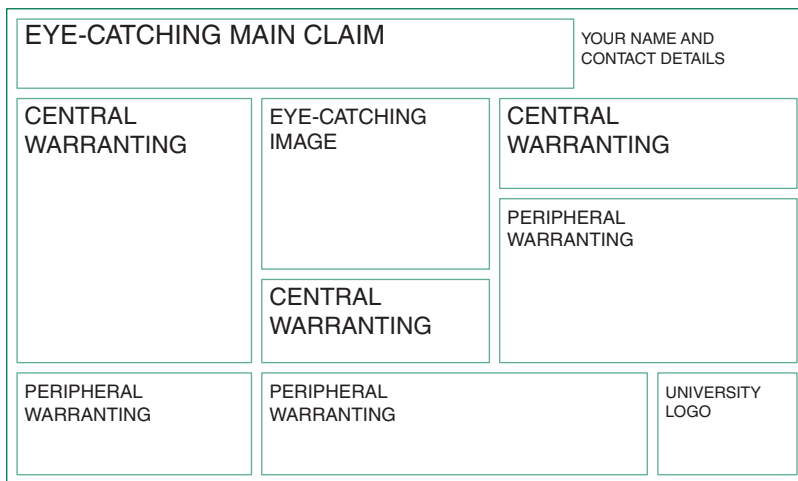 EYE-CATCHING MAIN CLAIM
YOUR NAME AND
CONTACT DETAILS
CENTRAL
WARRANTING
EYE-CATCHING
IMAGE
CENTRAL
WARRANTING
PERIPHERAL
WARRANTING
CENTRAL
WARRANTING
PERIPHERAL
WARRANTING
PERIPHERAL
WARRANTING
UNIVERSITY
LOGO